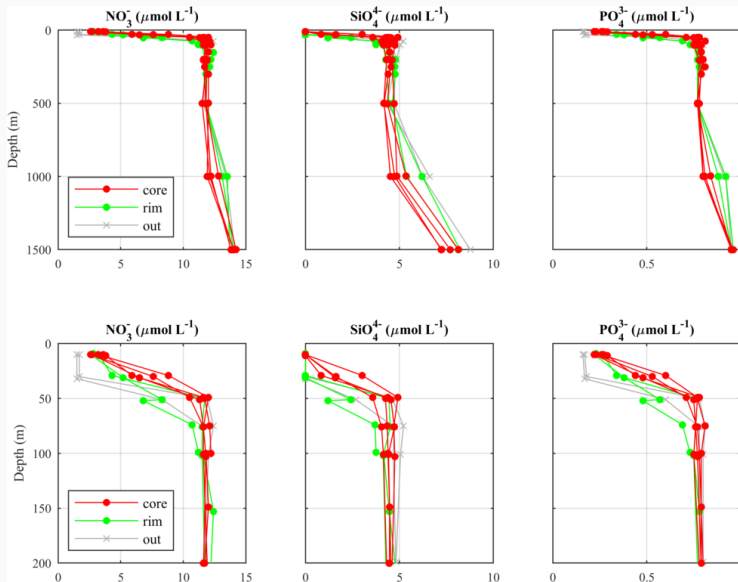 NO₃⁻ (μmol L⁻¹)
SiO₄⁴⁻ (μmol L⁻¹)
PO₄³⁻ (μmol L⁻¹)
0
500
1000
1500
Depth (m)
core
rim
out
0 5 10 15
0 5 10
0 0.5
NO₃⁻ (μmol L⁻¹)
SiO₄⁴⁻ (μmol L⁻¹)
PO₄³⁻ (μmol L⁻¹)
0
50
100
150
200
Depth (m)
core
rim
out
0 5 10 15
0 5 10
0 0.5